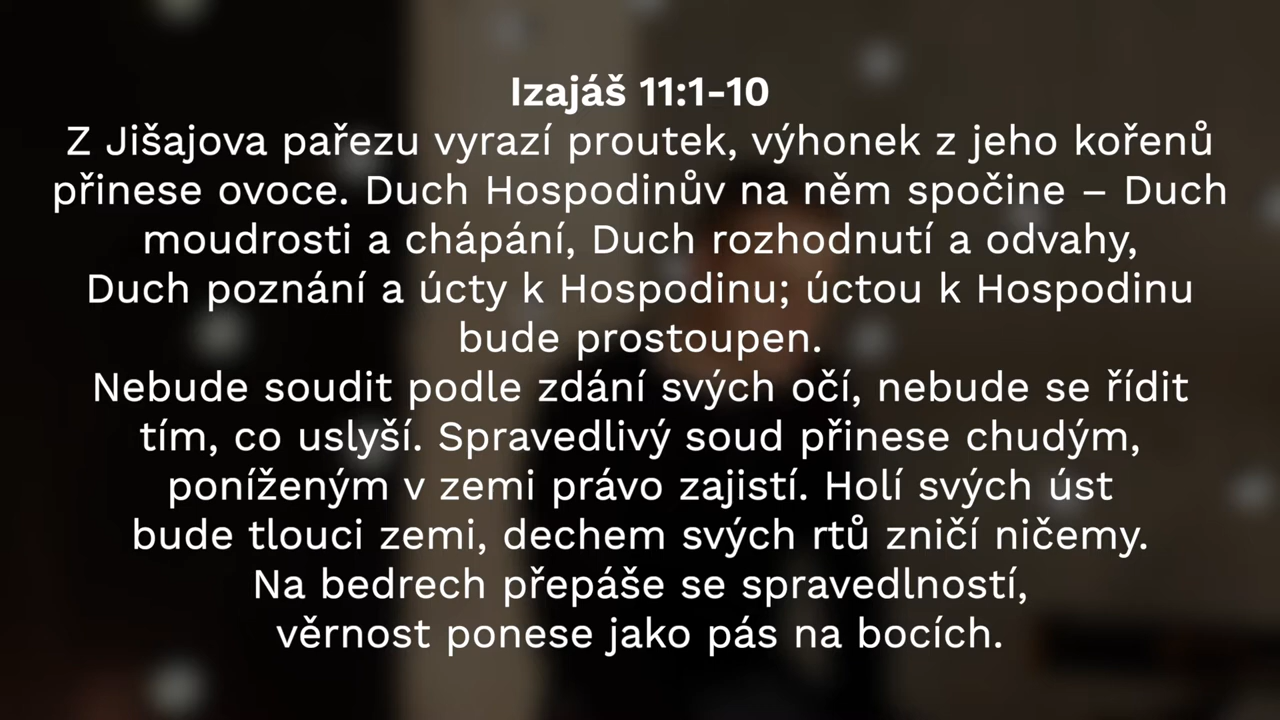 Izajáš 11:1-10
Z Jišajova pařezu vyrazí proutek, výhonek z jeho kořenů
přinese ovoce. Duch Hospodinův na něm spočine – Duch
moudrosti a chápání, Duch rozhodnutí a odvahy,
Duch poznání a úcty k Hospodinu; úctou k Hospodinu
bude prostoupen.
Nebude soudit podle zdání svých očí, nebude se řídit
tím, co uslyší. Spravedlivý soud přinese chudým,
poníženým v zemi právo zajistí. Holí svých úst
bude tlouci zemi, dechem svých rtů zničí ničemy.
Na bedrech přepáše se spravedlností,
věrnost ponese jako pás na bocích.